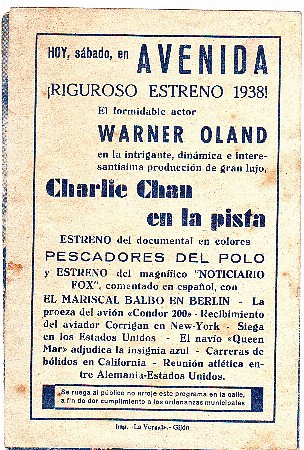 HOY, sábado, en AVENIDA
¡RIGUROSO ESTRENO 1938!
El formidable actor
WARNER OLAND
en la intrigante, dinámica e intere-
santísima producción de gran lujo,
Charlie Chan
en la pista
ESTRENO del documental en colores
PESCADORES DEL POLO
y ESTRENO del magnífico "NOTICIARIO
FOX", comentado en español, con
EL MARISCAL BALBO EN BERLIN - La
proeza del avión «Condor 200» - Recibimiento
del aviador Corrigan en New-York - Siega
en los Estados Unidos - El navío «Queen
Mar» adjudica la insignia azul - Carreras de
bólidos en California - Reunión atlética en-
tre Alemania-Estados Unidos.
Se ruega al público no arroje este programa en la calle,
a fin de dar cumplimiento a las ordenanzas municipales
Imp. «La Versal».- Gijón